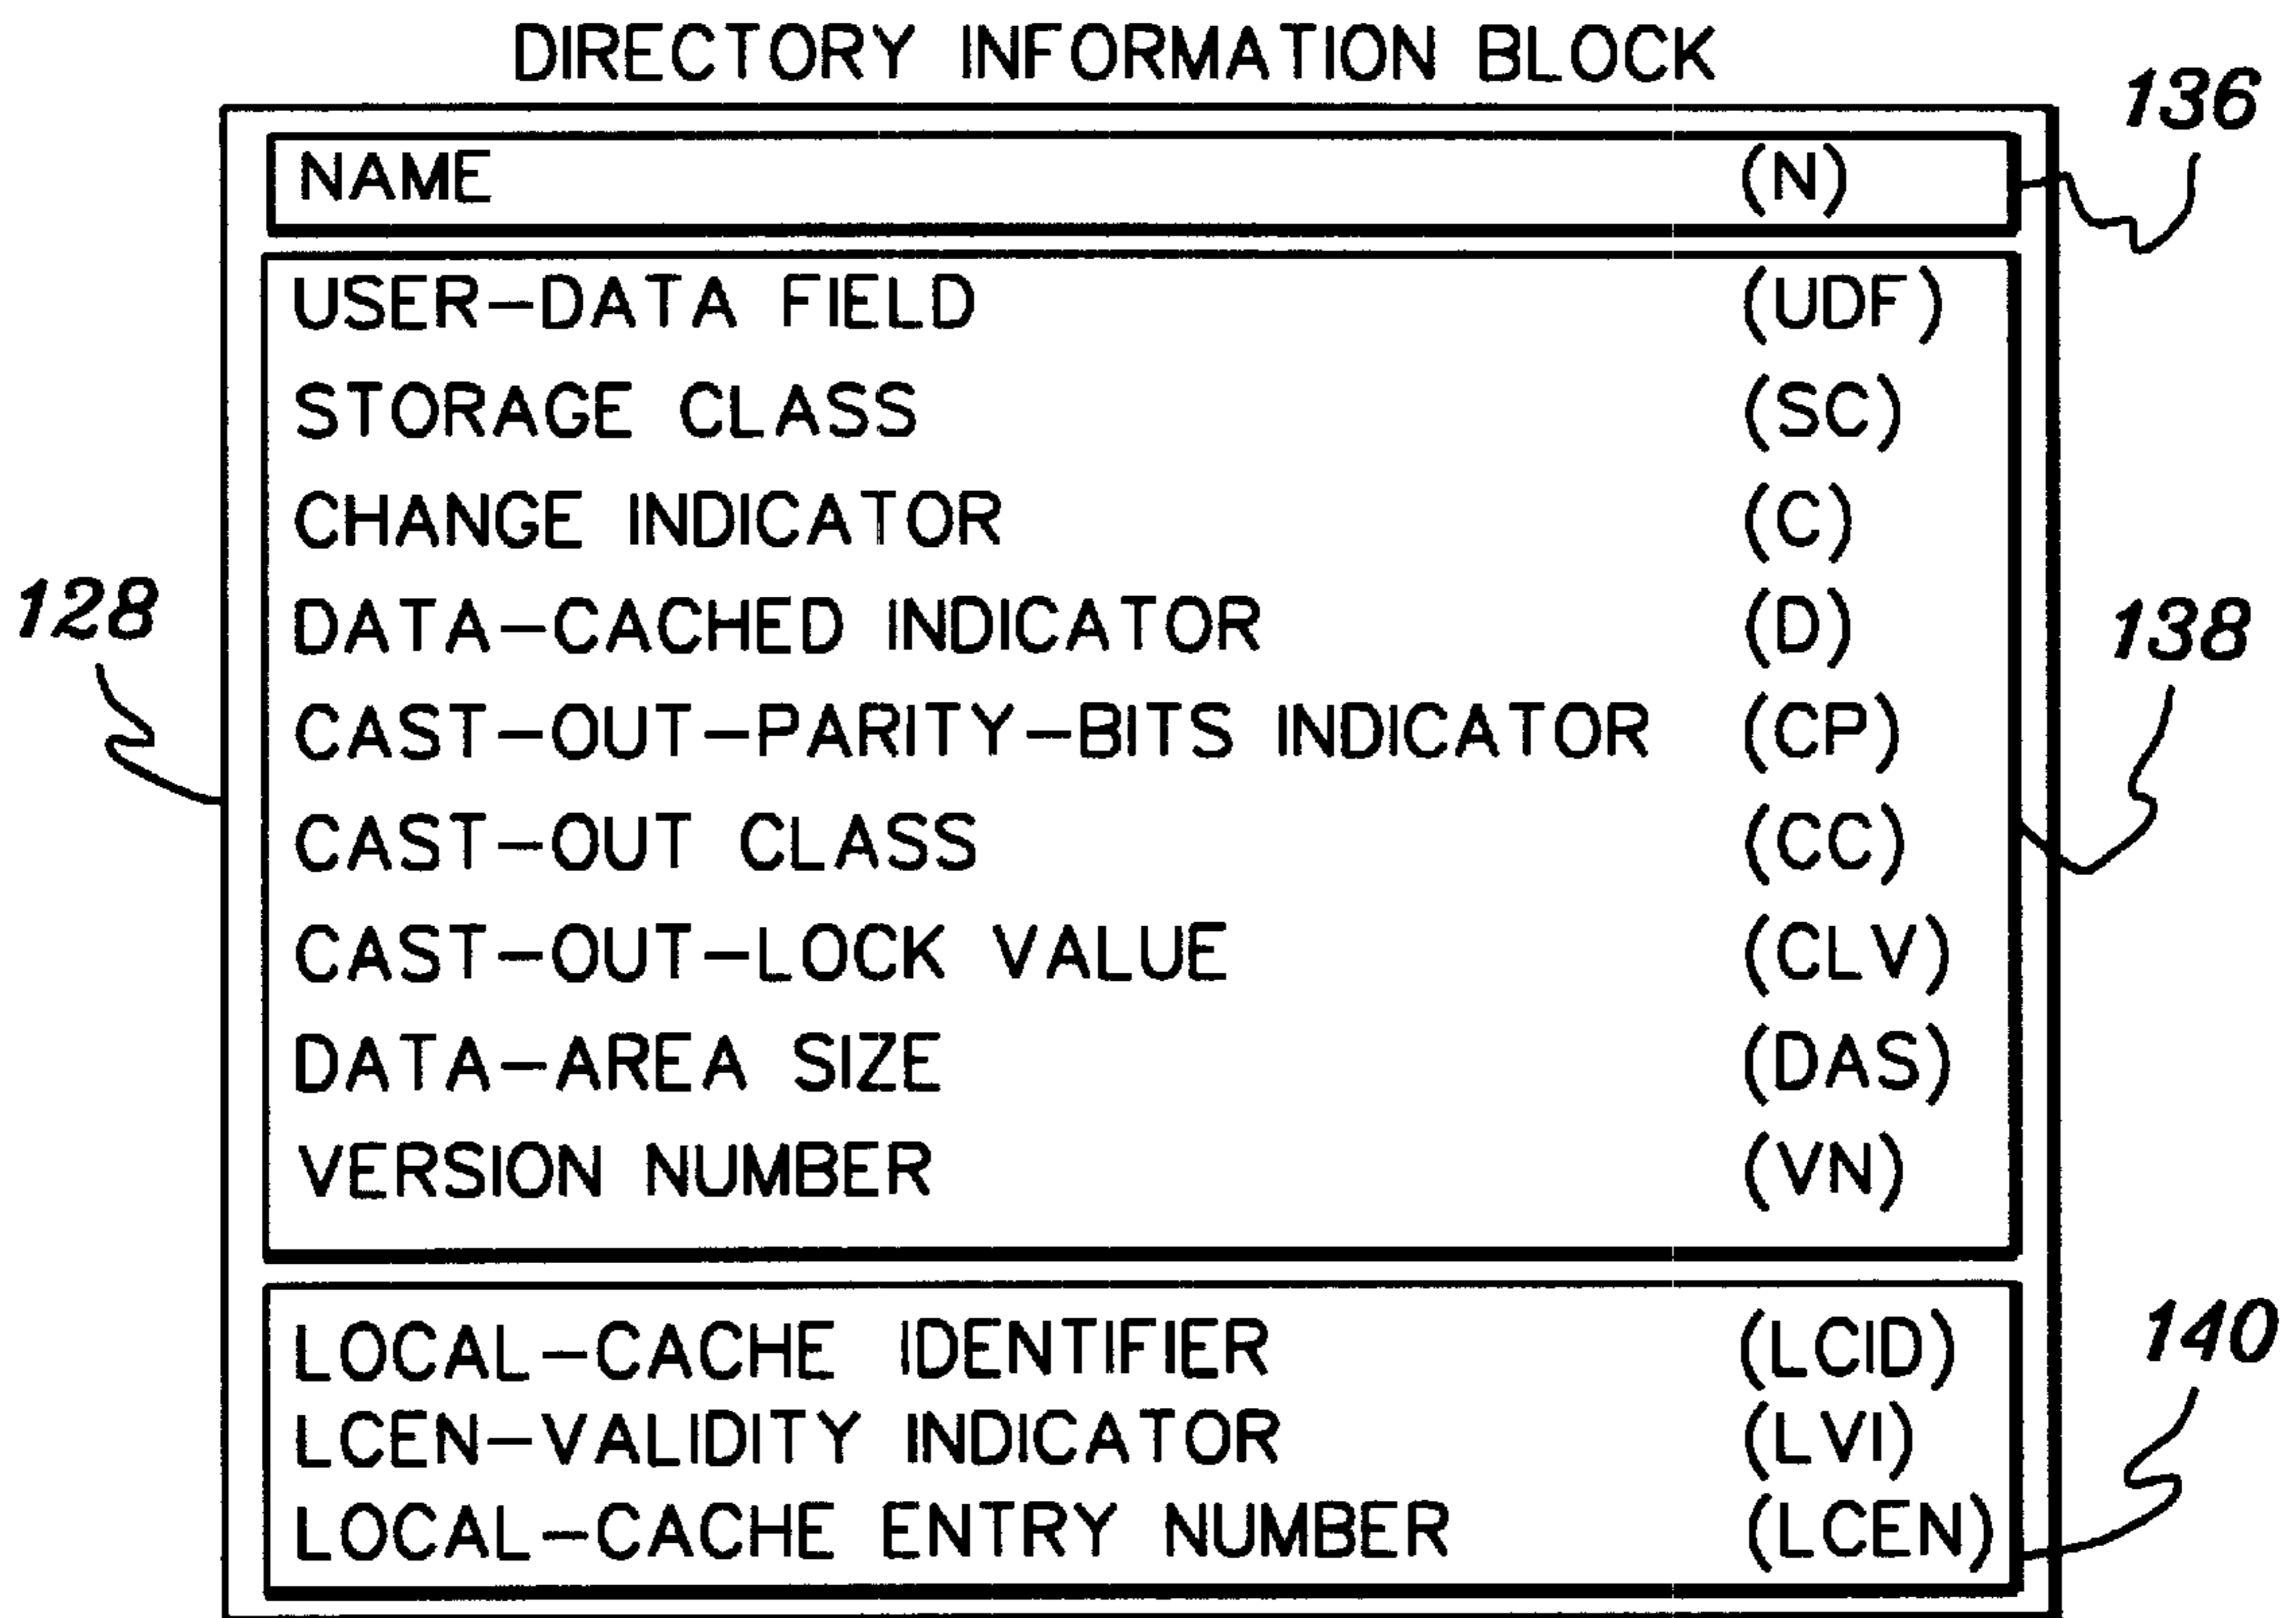 DIRECTORY INFORMATION BLOCK
136
NAME (N)
USER-DATA FIELD (UDF)
STORAGE CLASS (SC)
CHANGE INDICATOR (C)
128
DATA-CACHED INDICATOR (D)
138
CAST-OUT-PARITY-BITS INDICATOR (CP)
CAST-OUT CLASS (CC)
CAST-OUT-LOCK VALUE (CLV)
DATA-AREA SIZE (DAS)
VERSION NUMBER (VN)
LOCAL-CACHE IDENTIFIER (LCID)
140
LCEN-VALIDITY INDICATOR (LVI)
LOCAL-CACHE ENTRY NUMBER (LCEN)